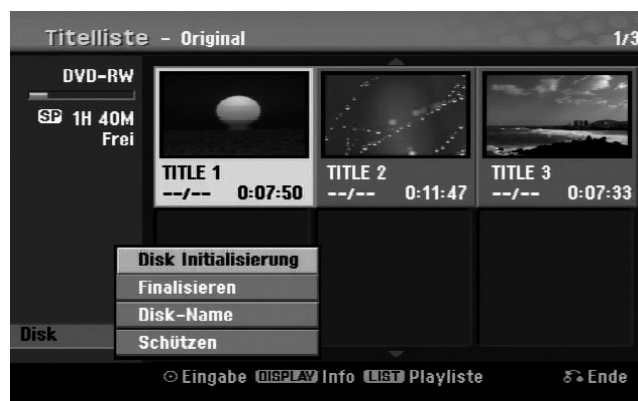 Titelliste - Original 1/3
DVD-RW
SP 1H 40M
Frei
TITLE 1
--/-- 0:07:50
TITLE 2
--/-- 0:11:47
TITLE 3
--/-- 0:07:33
Disk
Disk Initialisierung
Finalisieren
Disk-Name
Schützen
Eingabe DISPLAY Info LIST Playliste Ende